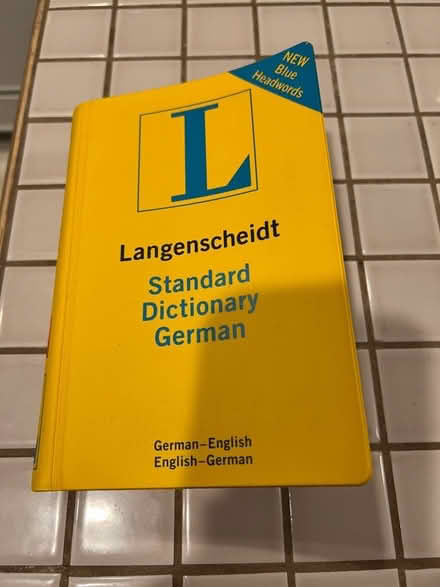 NEW
Blue
Headwords
L
Langenscheidt
Standard
Dictionary
German
German–English
English–German